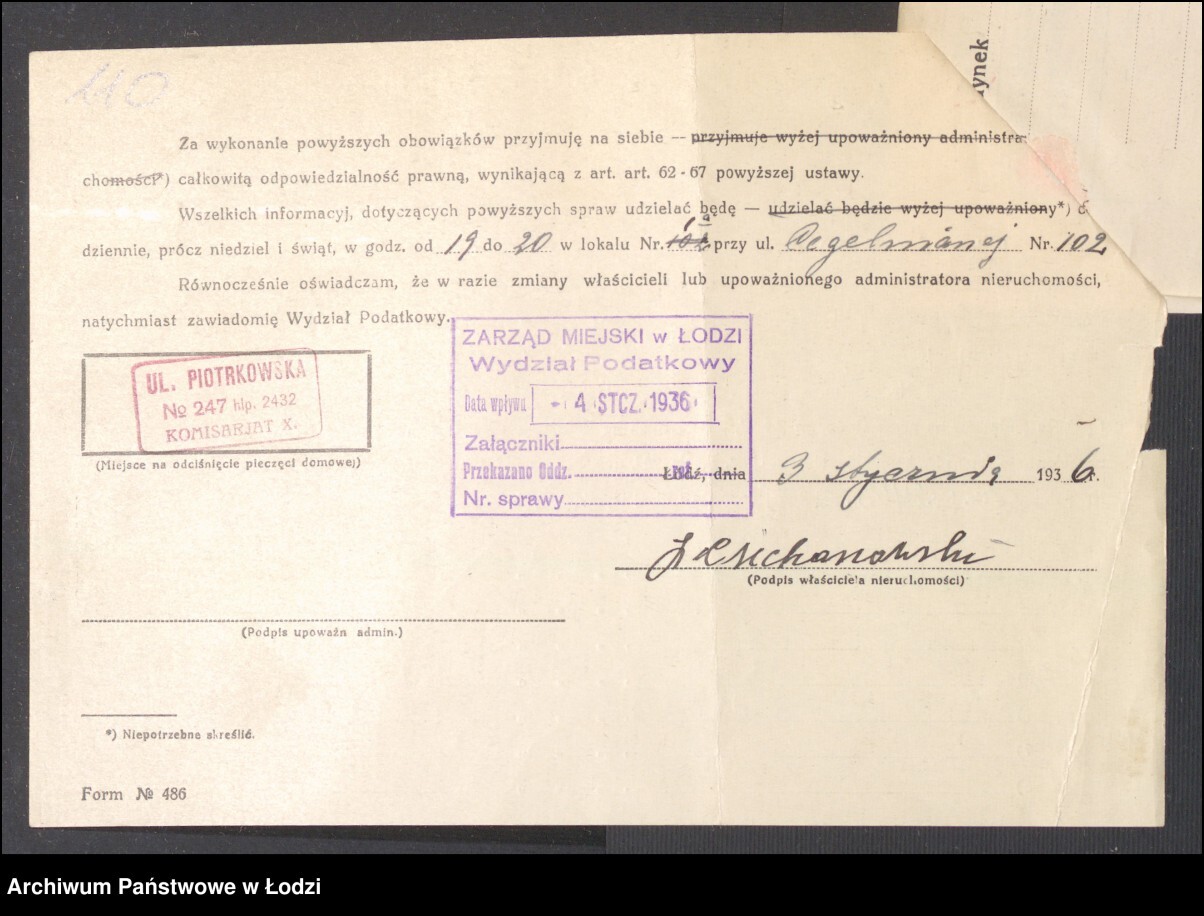 110
ynek
Za wykonanie powyższych obowiązków przyjmuję na siebie — przyjmuje wyżej upoważniony administra
chomości*) całkowitą odpowiedzialność prawną, wynikającą z art. art. 62-67 powyższej ustawy.
Wszelkich informacyj, dotyczących powyższych spraw udzielać będę — udzielać będzie wyżej upoważniony*)
dziennie, prócz niedziel i świąt, w godz. od 19 do 20 w lokalu Nr. przy ul. Cegelnianej Nr. 102
Równocześnie oświadczam, że w razie zmiany właścicieli lub upoważnionego administratora nieruchomości,
natychmiast zawiadomię Wydział Podatkowy.
UL. PIOTRKOWSKA
№ 247 hlp. 2432
KOMISARJAT X.
(Miejsce na odciśnięcie pieczęci domowej)
ZARZĄD MIEJSKI w ŁODZI
Wydział Podatkowy
Data wpływu - 4 STCZ. 1936
Załączniki
Przekazano Oddz. ref.
Nr. sprawy
Łódź, dnia 3 stycznia 1936 r.
(Podpis właściciela nieruchomości)
(Podpis upoważn admin.)
*) Niepotrzebne skreślić.
Form № 486
Archiwum Państwowe w Łodzi